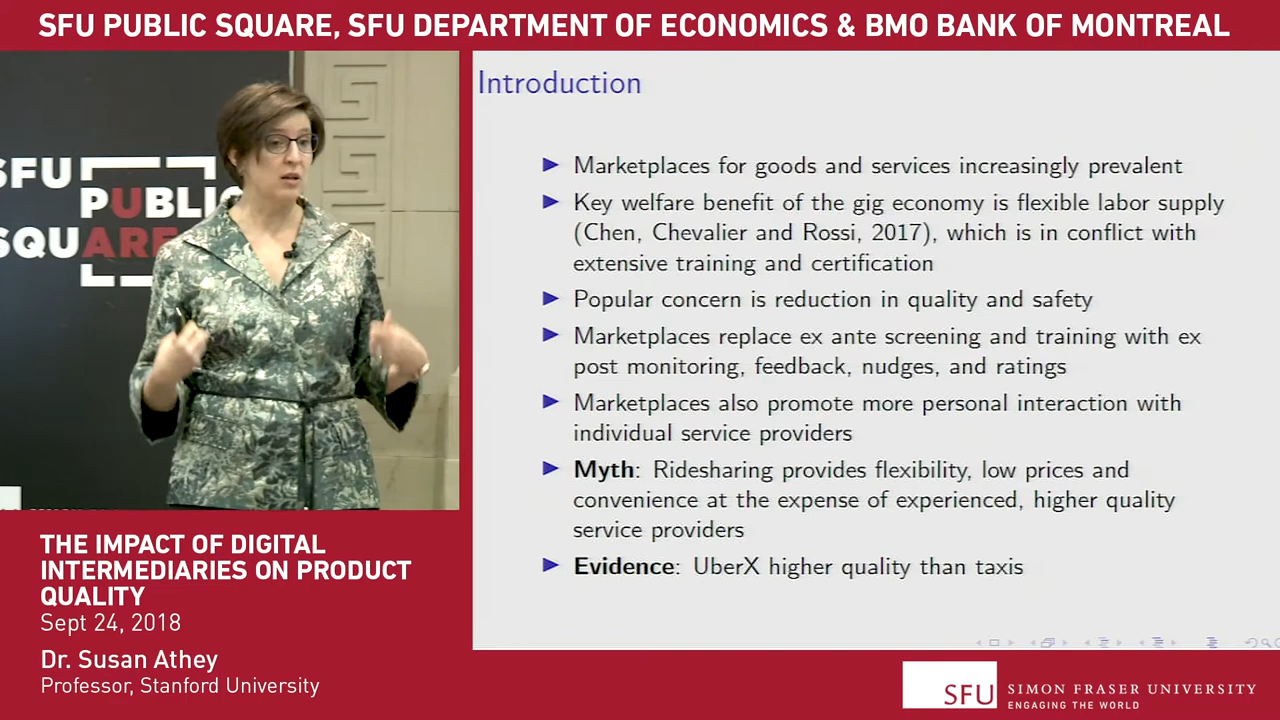 SFU PUBLIC SQUARE, SFU DEPARTMENT OF ECONOMICS & BMO BANK OF MONTREAL
SFU
PUBLIC
SQUARE
Introduction
Marketplaces for goods and services increasingly prevalent
Key welfare benefit of the gig economy is flexible labor supply
(Chen, Chevalier and Rossi, 2017), which is in conflict with
extensive training and certification
Popular concern is reduction in quality and safety
Marketplaces replace ex ante screening and training with ex
post monitoring, feedback, nudges, and ratings
Marketplaces also promote more personal interaction with
individual service providers
Myth: Ridesharing provides flexibility, low prices and
convenience at the expense of experienced, higher quality
service providers
Evidence: UberX higher quality than taxis
THE IMPACT OF DIGITAL
INTERMEDIARIES ON PRODUCT
QUALITY
Sept 24, 2018
Dr. Susan Athey
Professor, Stanford University
SFU
SIMON FRASER UNIVERSITY
ENGAGING THE WORLD